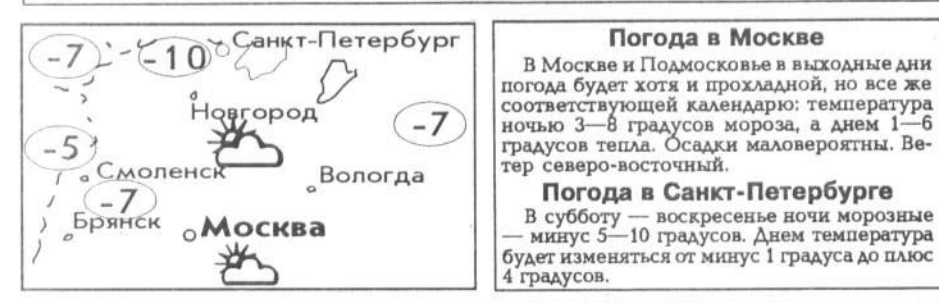 -7
-10
Санкт-Петербург
Новгород
-7
-5
Смоленск
-7
Вологда
Брянск
Москва
Погода в Москве
В Москве и Подмосковье в выходные дни
погода будет хотя и прохладной, но все же
соответствующей календарю: температура
ночью 3—8 градусов мороза, а днем 1—6
градусов тепла. Осадки маловероятны. Ве-
тер северо-восточный.
Погода в Санкт-Петербурге
В субботу — воскресенье ночи морозные
— минус 5—10 градусов. Днем температура
будет изменяться от минус 1 градуса до плюс
4 градусов.